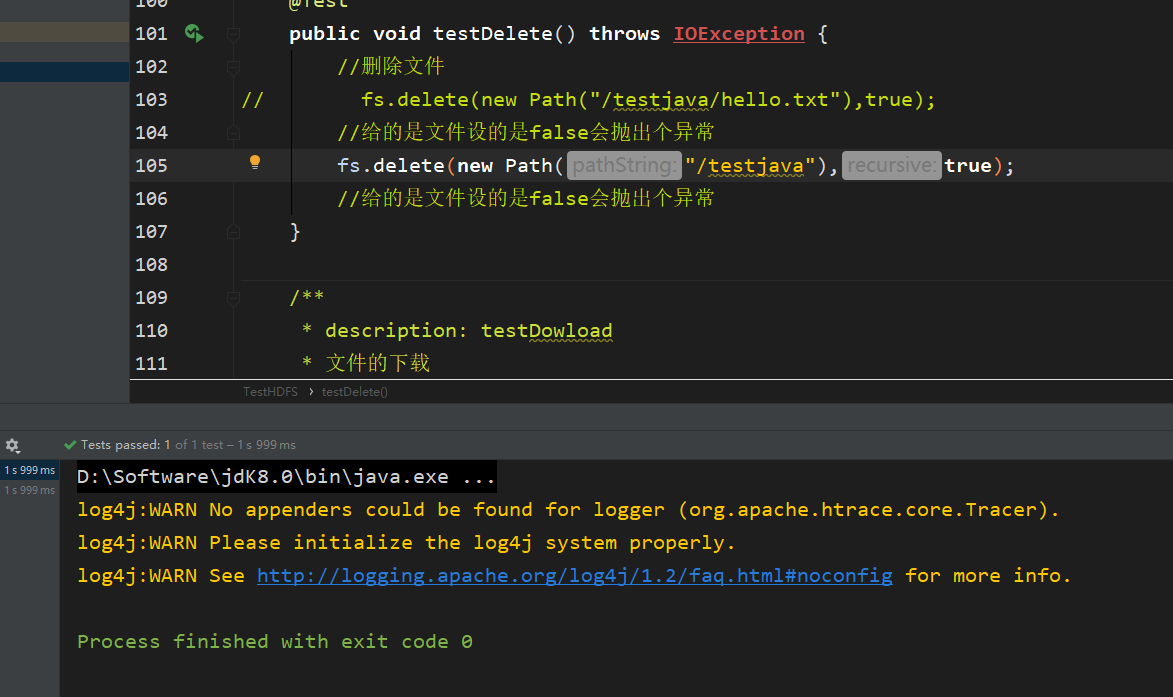 100 @Test
101 public void testDelete() throws IOException {
102 //删除文件
103 // fs.delete(new Path("/testjava/hello.txt"),true);
104 //给的是文件设的是false会抛出个异常
105 fs.delete(new Path( pathString: "/testjava"), recursive: true);
106 //给的是文件设的是false会抛出个异常
107 }
108
109 /**
110 * description: testDowload
111 * 文件的下载
TestHDFS › testDelete()
Tests passed: 1 of 1 test – 1 s 999 ms
1 s 999 ms
1 s 999 ms
D:\Software\jdK8.0\bin\java.exe ...
log4j:WARN No appenders could be found for logger (org.apache.htrace.core.Tracer).
log4j:WARN Please initialize the log4j system properly.
log4j:WARN See http://logging.apache.org/log4j/1.2/faq.html#noconfig for more info.
Process finished with exit code 0